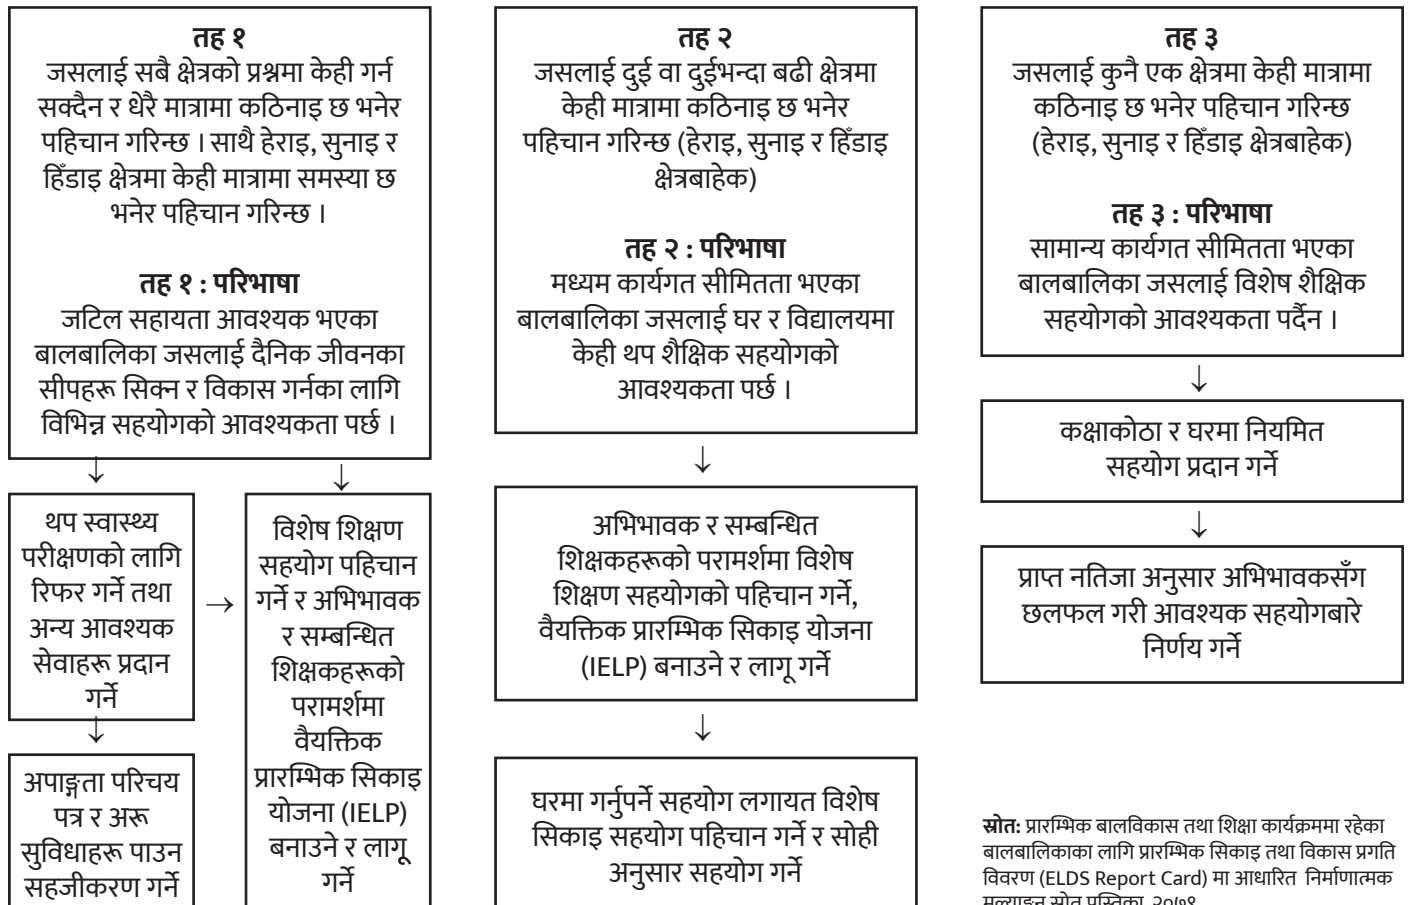 तह १
जसलाई सबै क्षेत्रको प्रश्नमा केही गर्न
सक्दैन र धेरै मात्रामा कठिनाइ छ भनेर
पहिचान गरिन्छ । साथै हेराइ, सुनाइ र
हिँडाइ क्षेत्रमा केही मात्रामा समस्या छ
भनेर पहिचान गरिन्छ ।
तह १ : परिभाषा
जटिल सहायता आवश्यक भएका
बालबालिका जसलाई दैनिक जीवनका
सीपहरू सिक्न र विकास गर्नका लागि
विभिन्न सहयोगको आवश्यकता पर्छ ।
↓
↓
थप स्वास्थ्य
परीक्षणको लागि
रिफर गर्ने तथा
अन्य आवश्यक
सेवाहरू प्रदान
गर्ने
→
↓
अपाङ्गता परिचय
पत्र र अरू
सुविधाहरू पाउन
सहजीकरण गर्ने
विशेष शिक्षण
सहयोग पहिचान
गर्ने र अभिभावक
र सम्बन्धित
शिक्षकहरूको
परामर्शमा
वैयक्तिक
प्रारम्भिक सिकाइ
योजना (IELP)
बनाउने र लागू
गर्ने
तह २
जसलाई दुई वा दुईभन्दा बढी क्षेत्रमा
केही मात्रामा कठिनाइ छ भनेर
पहिचान गरिन्छ (हेराइ, सुनाइ र हिँडाइ
क्षेत्रबाहेक)
तह २ : परिभाषा
मध्यम कार्यगत सीमितता भएका
बालबालिका जसलाई घर र विद्यालयमा
केही थप शैक्षिक सहयोगको
आवश्यकता पर्छ ।
↓
अभिभावक र सम्बन्धित
शिक्षकहरूको परामर्शमा विशेष
शिक्षण सहयोगको पहिचान गर्ने,
वैयक्तिक प्रारम्भिक सिकाइ योजना
(IELP) बनाउने र लागू गर्ने
↓
घरमा गर्नुपर्ने सहयोग लगायत विशेष
सिकाइ सहयोग पहिचान गर्ने र सोही
अनुसार सहयोग गर्ने
तह ३
जसलाई कुनै एक क्षेत्रमा केही मात्रामा
कठिनाइ छ भनेर पहिचान गरिन्छ
(हेराइ, सुनाइ र हिँडाइ क्षेत्रबाहेक)
तह ३ : परिभाषा
सामान्य कार्यगत सीमितता भएका
बालबालिका जसलाई विशेष शैक्षिक
सहयोगको आवश्यकता पर्दैन ।
↓
कक्षाकोठा र घरमा नियमित
सहयोग प्रदान गर्ने
↓
प्राप्त नतिजा अनुसार अभिभावकसँग
छलफल गरी आवश्यक सहयोगबारे
निर्णय गर्ने
स्रोत: प्रारम्भिक बालविकास तथा शिक्षा कार्यक्रममा रहेका
बालबालिकाका लागि प्रारम्भिक सिकाइ तथा विकास प्रगति
विवरण (ELDS Report Card) मा आधारित निर्माणात्मक
मूल्याङ्कन स्रोत पुस्तिका, २०७९